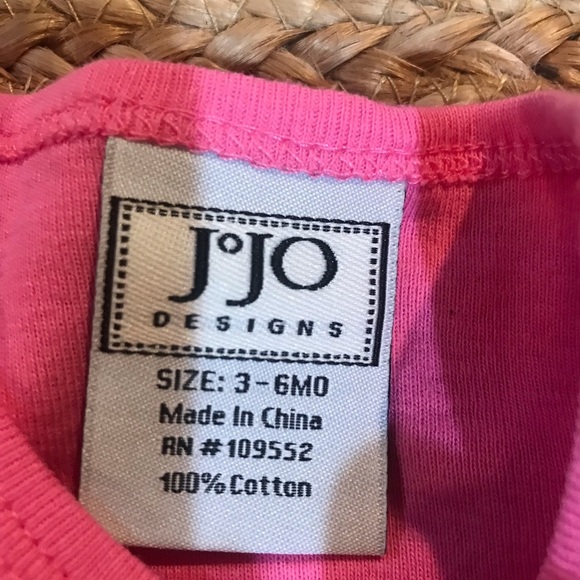 J°JO
DESIGNS
SIZE: 3-6MO
Made In China
RN #109552
100% Cotton